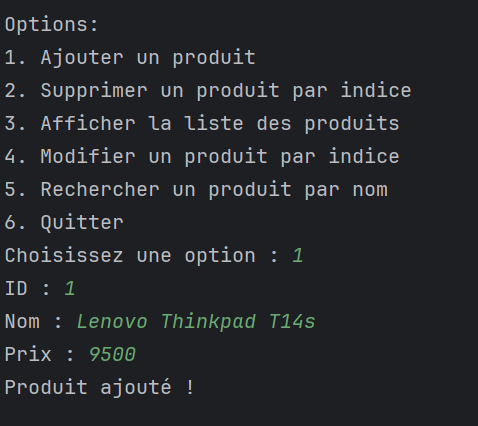 Options:
1. Ajouter un produit
2. Supprimer un produit par indice
3. Afficher la liste des produits
4. Modifier un produit par indice
5. Rechercher un produit par nom
6. Quitter
Choisissez une option : 1
ID : 1
Nom : Lenovo Thinkpad T14s
Prix : 9500
Produit ajouté !